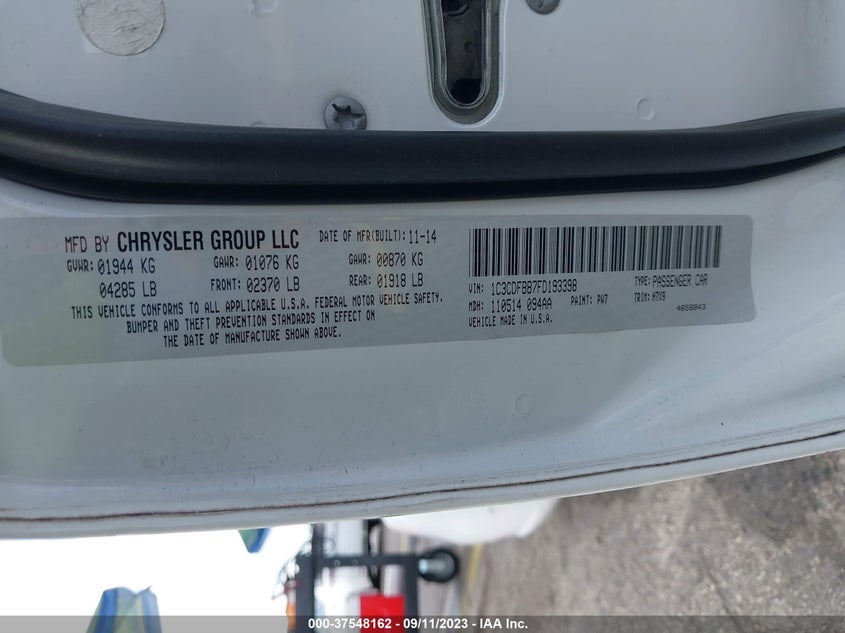 MFD BY CHRYSLER GROUP LLC DATE OF MFR(BUILT): 11-14
GVWR: 01944 KG GAWR: 01076 KG GAWR: 00870 KG
04285 LB FRONT: 02370 LB REAR: 01918 LB
THIS VEHICLE CONFORMS TO ALL APPLICABLE U.S.A. FEDERAL MOTOR VEHICLE SAFETY,
BUMPER AND THEFT PREVENTION STANDARDS IN EFFECT ON
THE DATE OF MANUFACTURE SHOWN ABOVE.
VIN: 1C3CDFBB7FD193398 TYPE: PASSENGER CAR
MDH: 110514 094AA PAINT: PW7 TRIM: H7X9
VEHICLE MADE IN U.S.A. 4658843
000-37548162 - 09/11/2023 - IAA Inc.